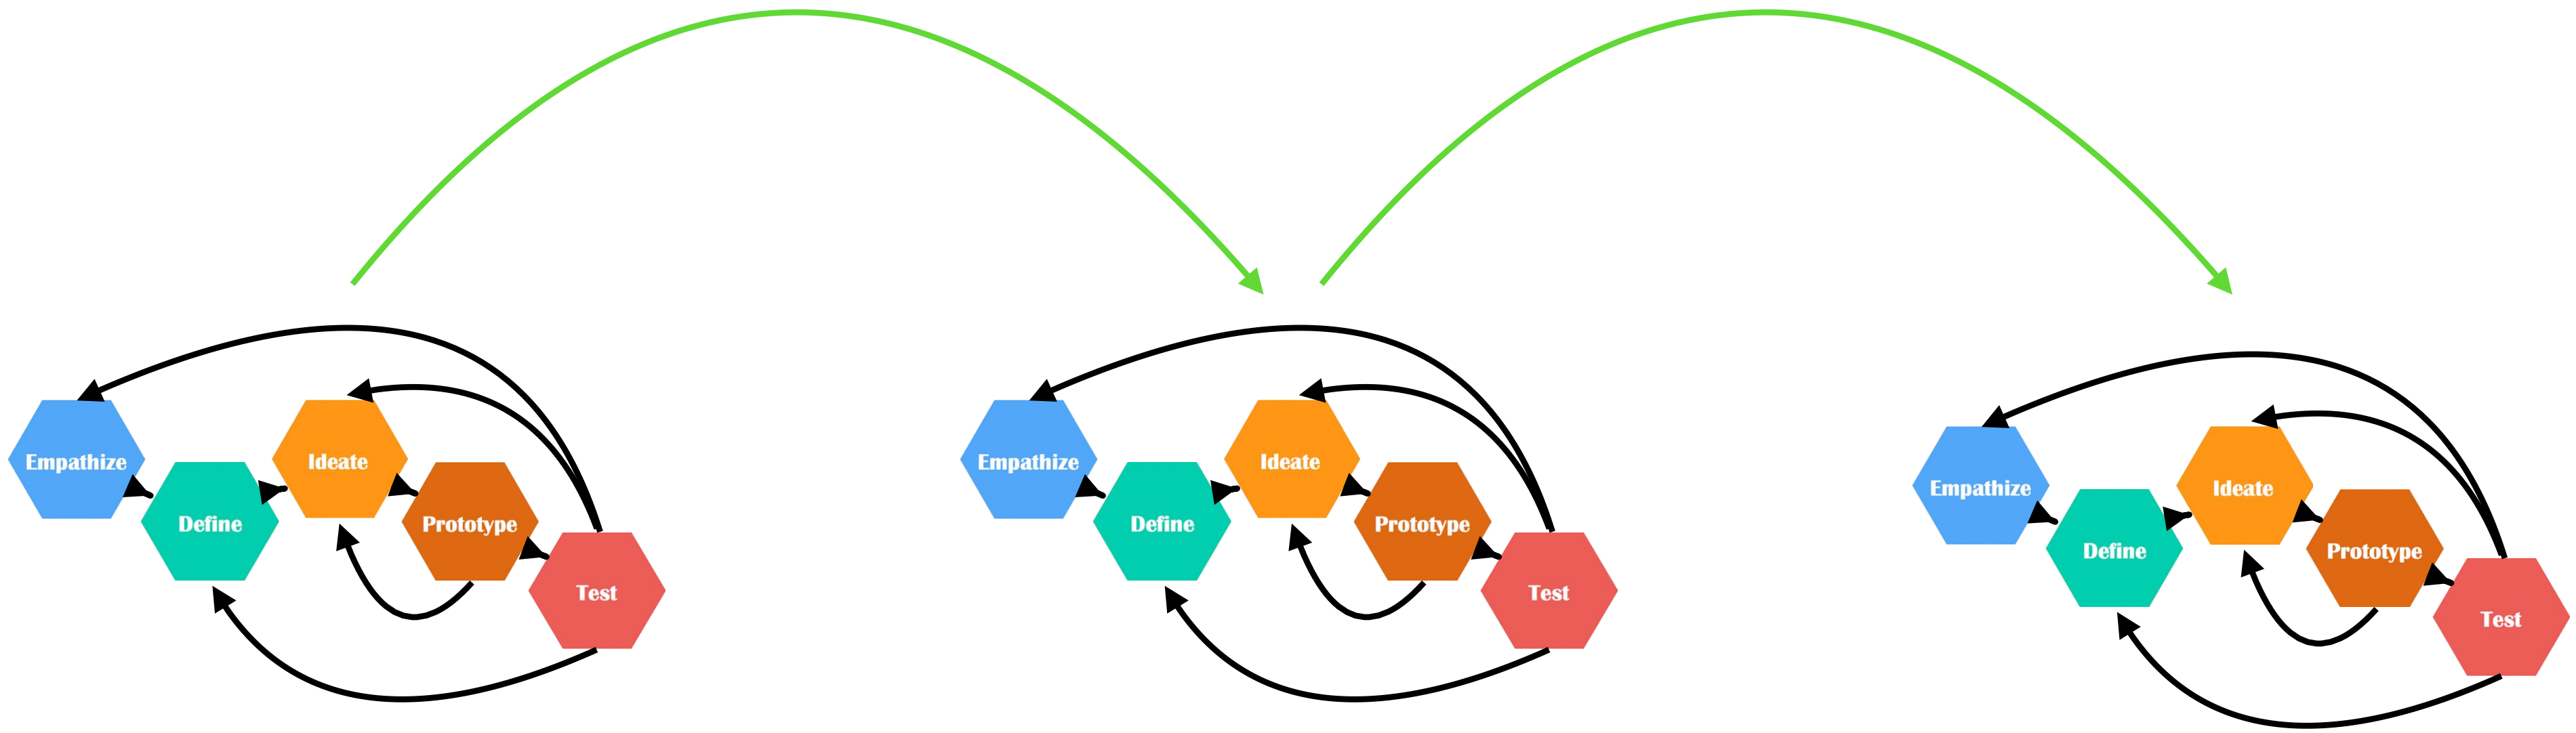 Empathize
Define
Ideate
Prototype
Test
Empathize
Define
Ideate
Prototype
Test
Empathize
Define
Ideate
Prototype
Test